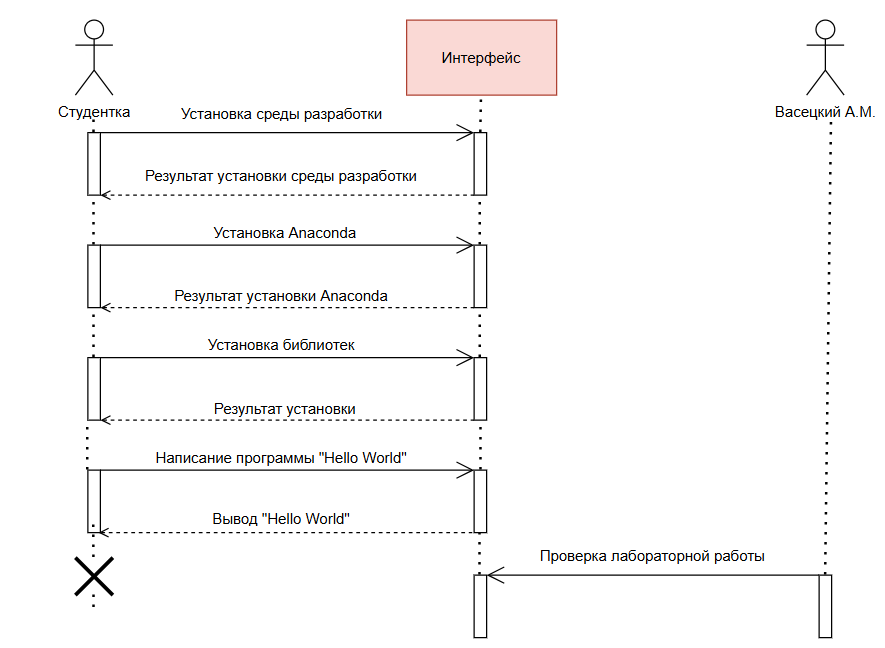 Интерфейс
Студентка
Васецкий А.М.
Установка среды разработки
Результат установки среды разработки
Установка Anaconda
Результат установки Anaconda
Установка библиотек
Результат установки
Написание программы "Hello World"
Вывод "Hello World"
Проверка лабораторной работы